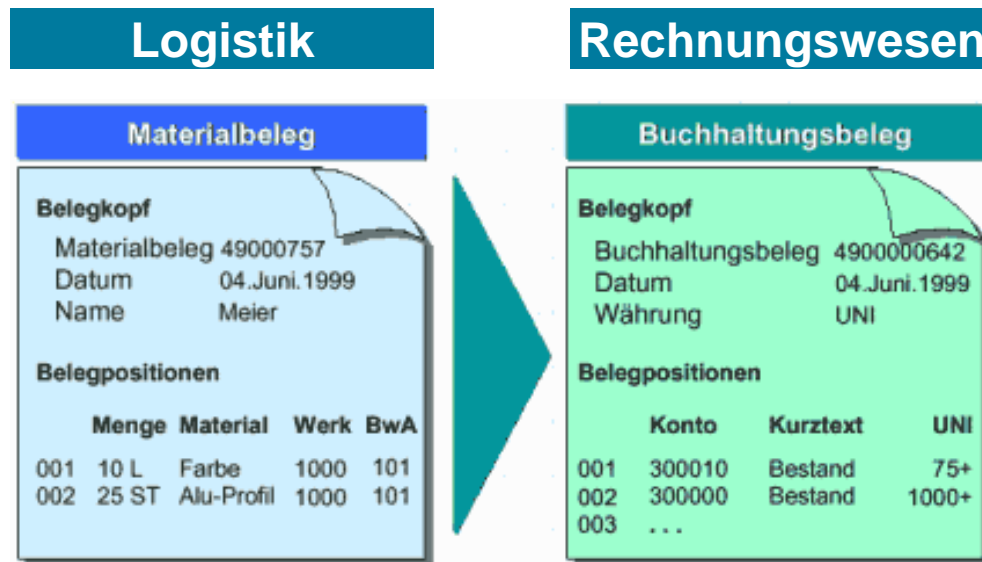 Logistik
Materialbeleg
Belegkopf
Materialbeleg 49000757
Datum 04.Juni.1999
Name Meier
Belegpositionen
Menge Material Werk BwA
001 10 L Farbe 1000 101
002 25 ST Alu-Profil 1000 101
Rechnungswesen
Buchhaltungsbeleg
Belegkopf
Buchhaltungsbeleg 4900000642
Datum 04.Juni.1999
Währung UNI
Belegpositionen
Konto Kurztext UNI
001 300010 Bestand 75+
002 300000 Bestand 1000+
003 . . .